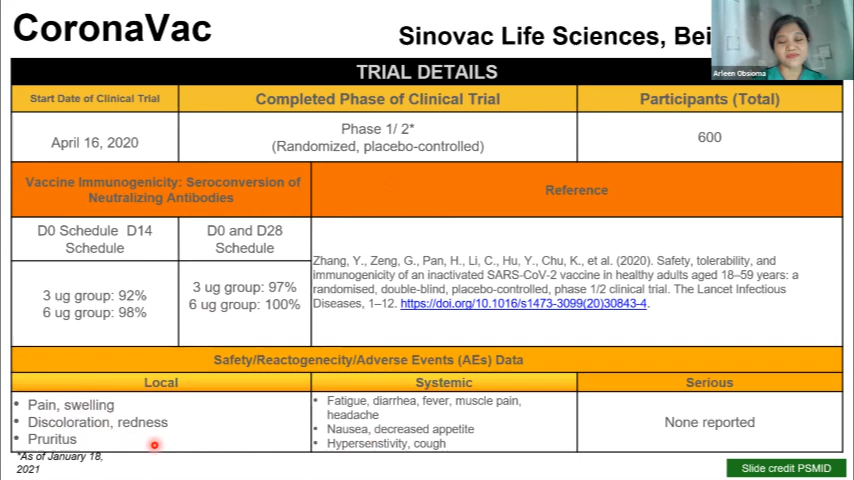 CoronaVac
Sinovac Life Sciences, Bei
Arleen Obsioma
TRIAL DETAILS
Start Date of Clinical Trial
Completed Phase of Clinical Trial
Participants (Total)
April 16, 2020
Phase 1/ 2*
(Randomized, placebo-controlled)
600
Vaccine Immunogenicity: Seroconversion of
Neutralizing Antibodies
Reference
D0 Schedule D14
Schedule
D0 and D28
Schedule
3 ug group: 92%
6 ug group: 98%
3 ug group: 97%
6 ug group: 100%
Zhang, Y., Zeng, G., Pan, H., Li, C., Hu, Y., Chu, K., et al. (2020). Safety, tolerability, and
immunogenicity of an inactivated SARS-CoV-2 vaccine in healthy adults aged 18–59 years: a
randomised, double-blind, placebo-controlled, phase 1/2 clinical trial. The Lancet Infectious
Diseases, 1–12. https://doi.org/10.1016/s1473-3099(20)30843-4.
Safety/Reactogenecity/Adverse Events (AEs) Data
Local
Systemic
Serious
• Pain, swelling
• Discoloration, redness
• Pruritus
• Fatigue, diarrhea, fever, muscle pain,
headache
• Nausea, decreased appetite
• Hypersenstivity, cough
None reported
*As of January 18,
2021
Slide credit PSMID